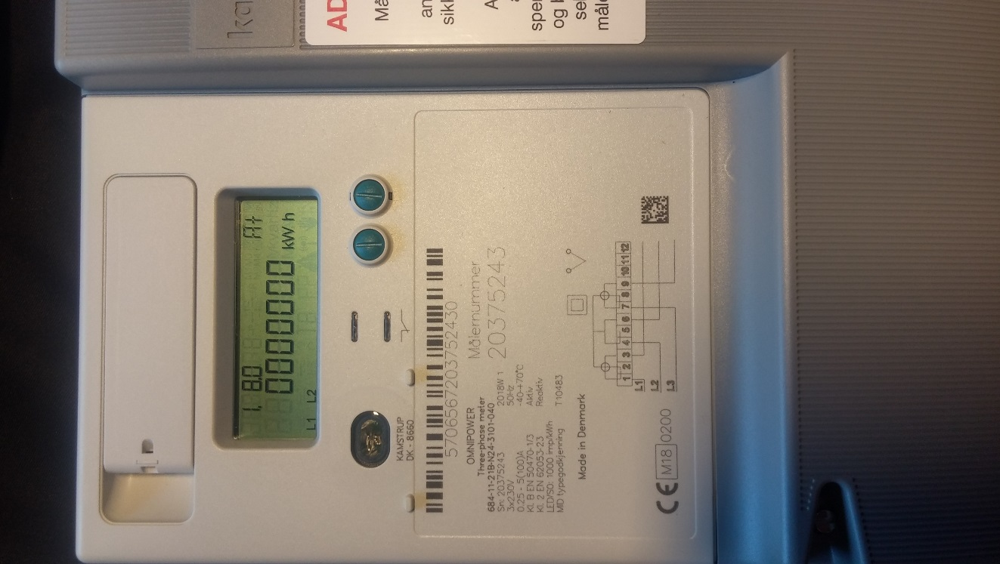 ka
AD
Må
an
sik
A
sper
og
se
måle
1.8.0 A+
0000000 kWh
L1 L2
KAMSTRUP
DK - 8660
5706567203752430
OMNIPOWER
Three-phase meter
684-11-21B-N24-3101-040
Sn: 20375243 2018W 1
3x230V 50Hz
0.25 - 5(100)A -40-+70°C
Kl. B EN 50470-1/3 Aktiv
Kl. 2 EN 62053-23 Reaktiv
LED/S0: 1000 imp/kWh
MID typegodkjenning T10483
Målernummer
20375243
Made in Denmark
1 2 3 4 5 6 7 8 9 10 11 12
L1
L2
L3
CE M18 0200